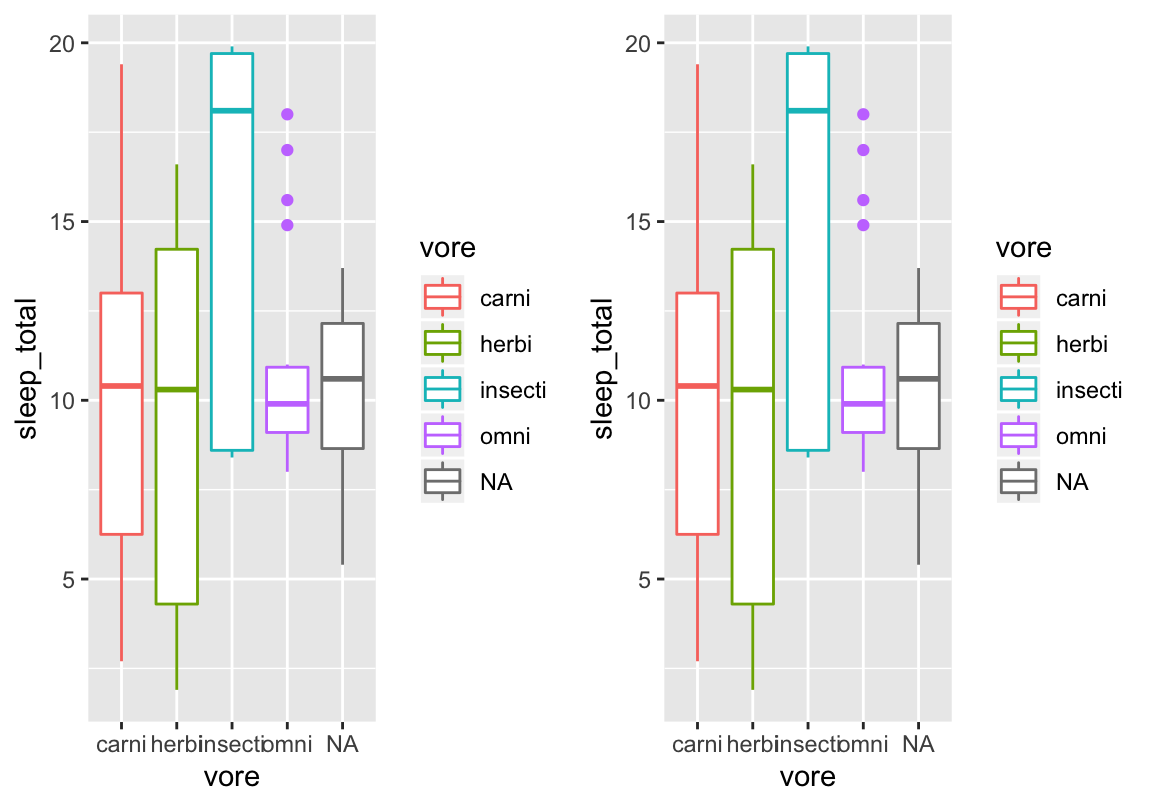 sleep_total
20
15
10
5
carni herbi insecti omni NA
vore
vore
carni
herbi
insecti
omni
NA
sleep_total
20
15
10
5
carni herbi insecti omni NA
vore
vore
carni
herbi
insecti
omni
NA